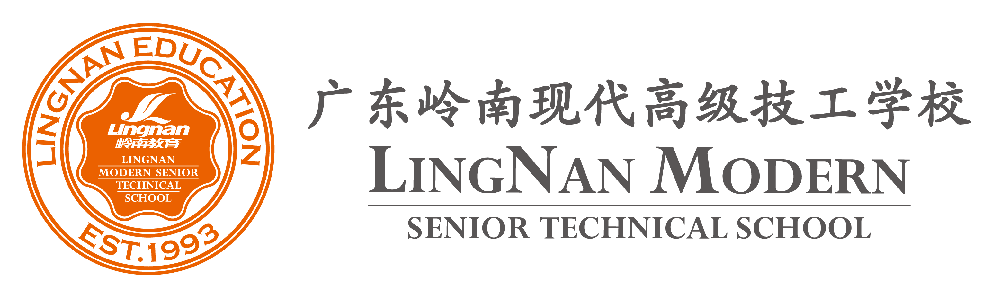 LINGNAN EDUCATION
Lingnan
岭南教育
LINGNAN
MODERN SENIOR
TECHNICAL
SCHOOL
EST.1993
广东岭南现代高级技工学校
LINGNAN MODERN
SENIOR TECHNICAL SCHOOL